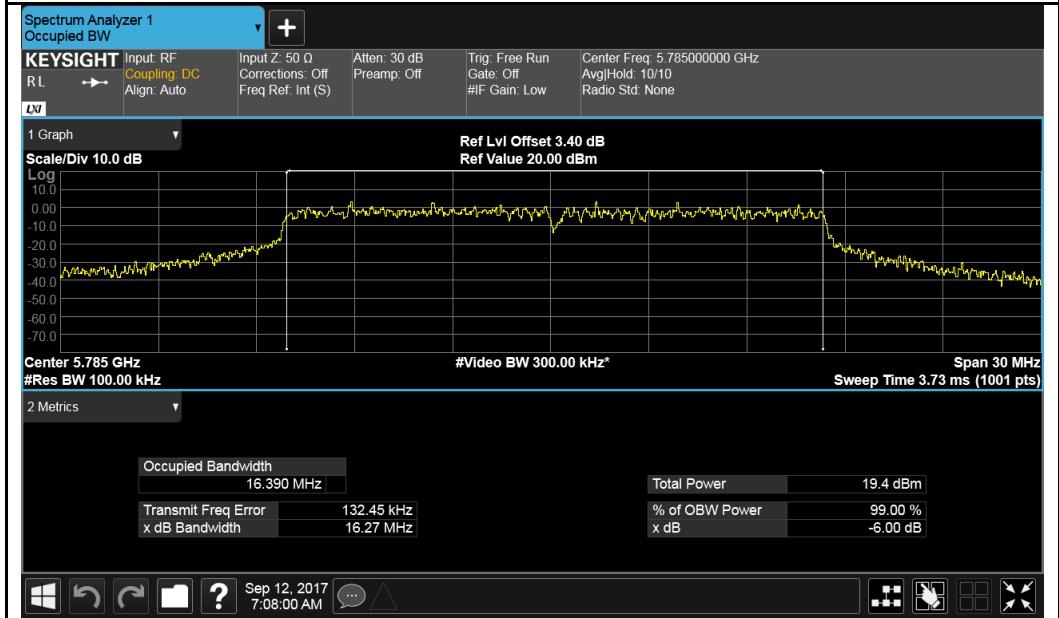 Spectrum Analyzer 1
Occupied BW
▼
+
KEYSIGHT Input: RF Input Z: 50 Ω Atten: 30 dB Trig: Free Run Center Freq: 5.785000000 GHz
RL Coupling: DC Corrections: Off Preamp: Off Gate: Off Avg|Hold: 10/10
Align: Auto Freq Ref: Int (S) #IF Gain: Low Radio Std: None
LXI
1 Graph ▼
Ref Lvl Offset 3.40 dB
Scale/Div 10.0 dB Ref Value 20.00 dBm
Log
10.0
0.00
-10.0
-20.0
-30.0
-40.0
-50.0
-60.0
-70.0
Center 5.785 GHz #Video BW 300.00 kHz* Span 30 MHz
#Res BW 100.00 kHz Sweep Time 3.73 ms (1001 pts)
2 Metrics ▼
Occupied Bandwidth
16.390 MHz Total Power 19.4 dBm
Transmit Freq Error 132.45 kHz % of OBW Power 99.00 %
x dB Bandwidth 16.27 MHz x dB -6.00 dB
? Sep 12, 2017
7:08:00 AM